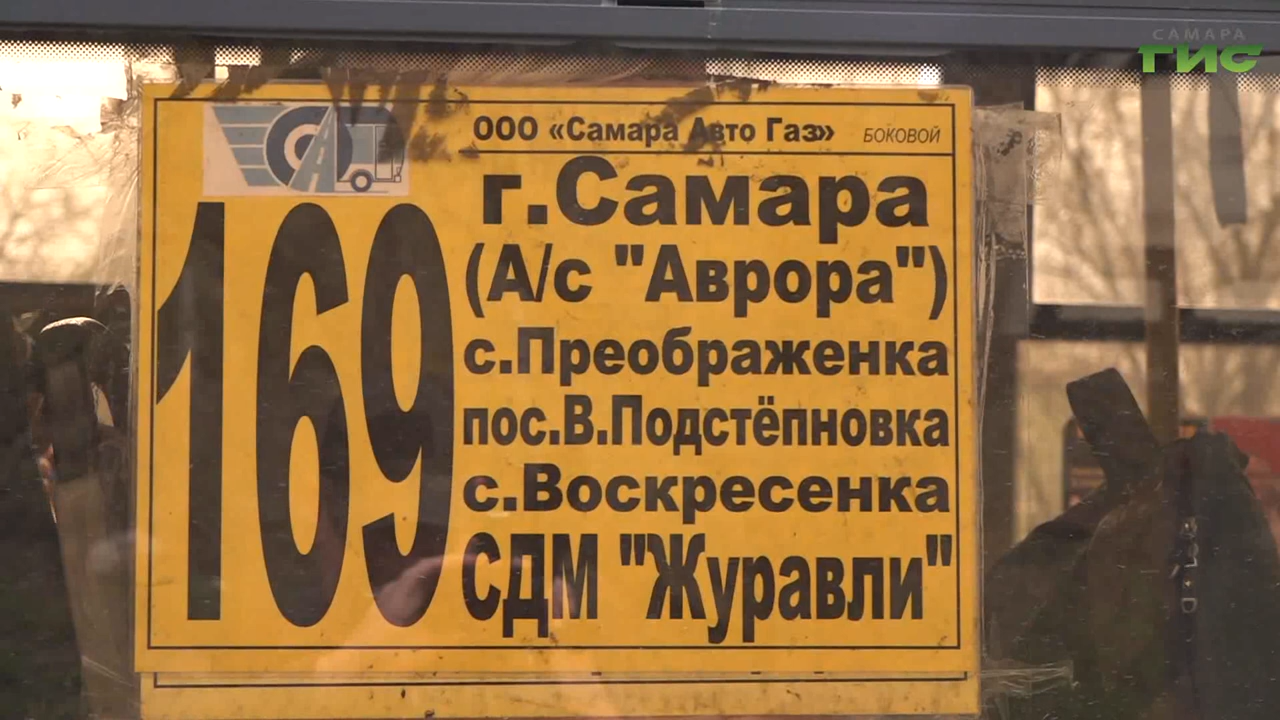 САМАРА
ГИС
ООО «Самара Авто Газ» БОКОВОЙ
169
г.Самара
(А/с "Аврора")
с.Преображенка
пос.В.Подстёпновка
с.Воскресенка
СДМ "Журавли"